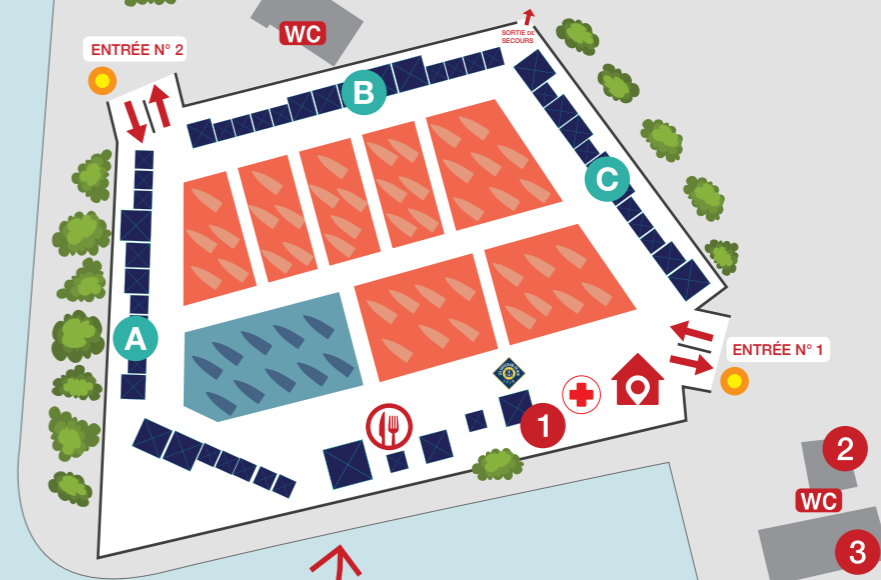 SORTIE DE
SECOURS
WC
ENTRÉE N° 2
B
C
A
ENTRÉE N° 1
1
2
WC
3